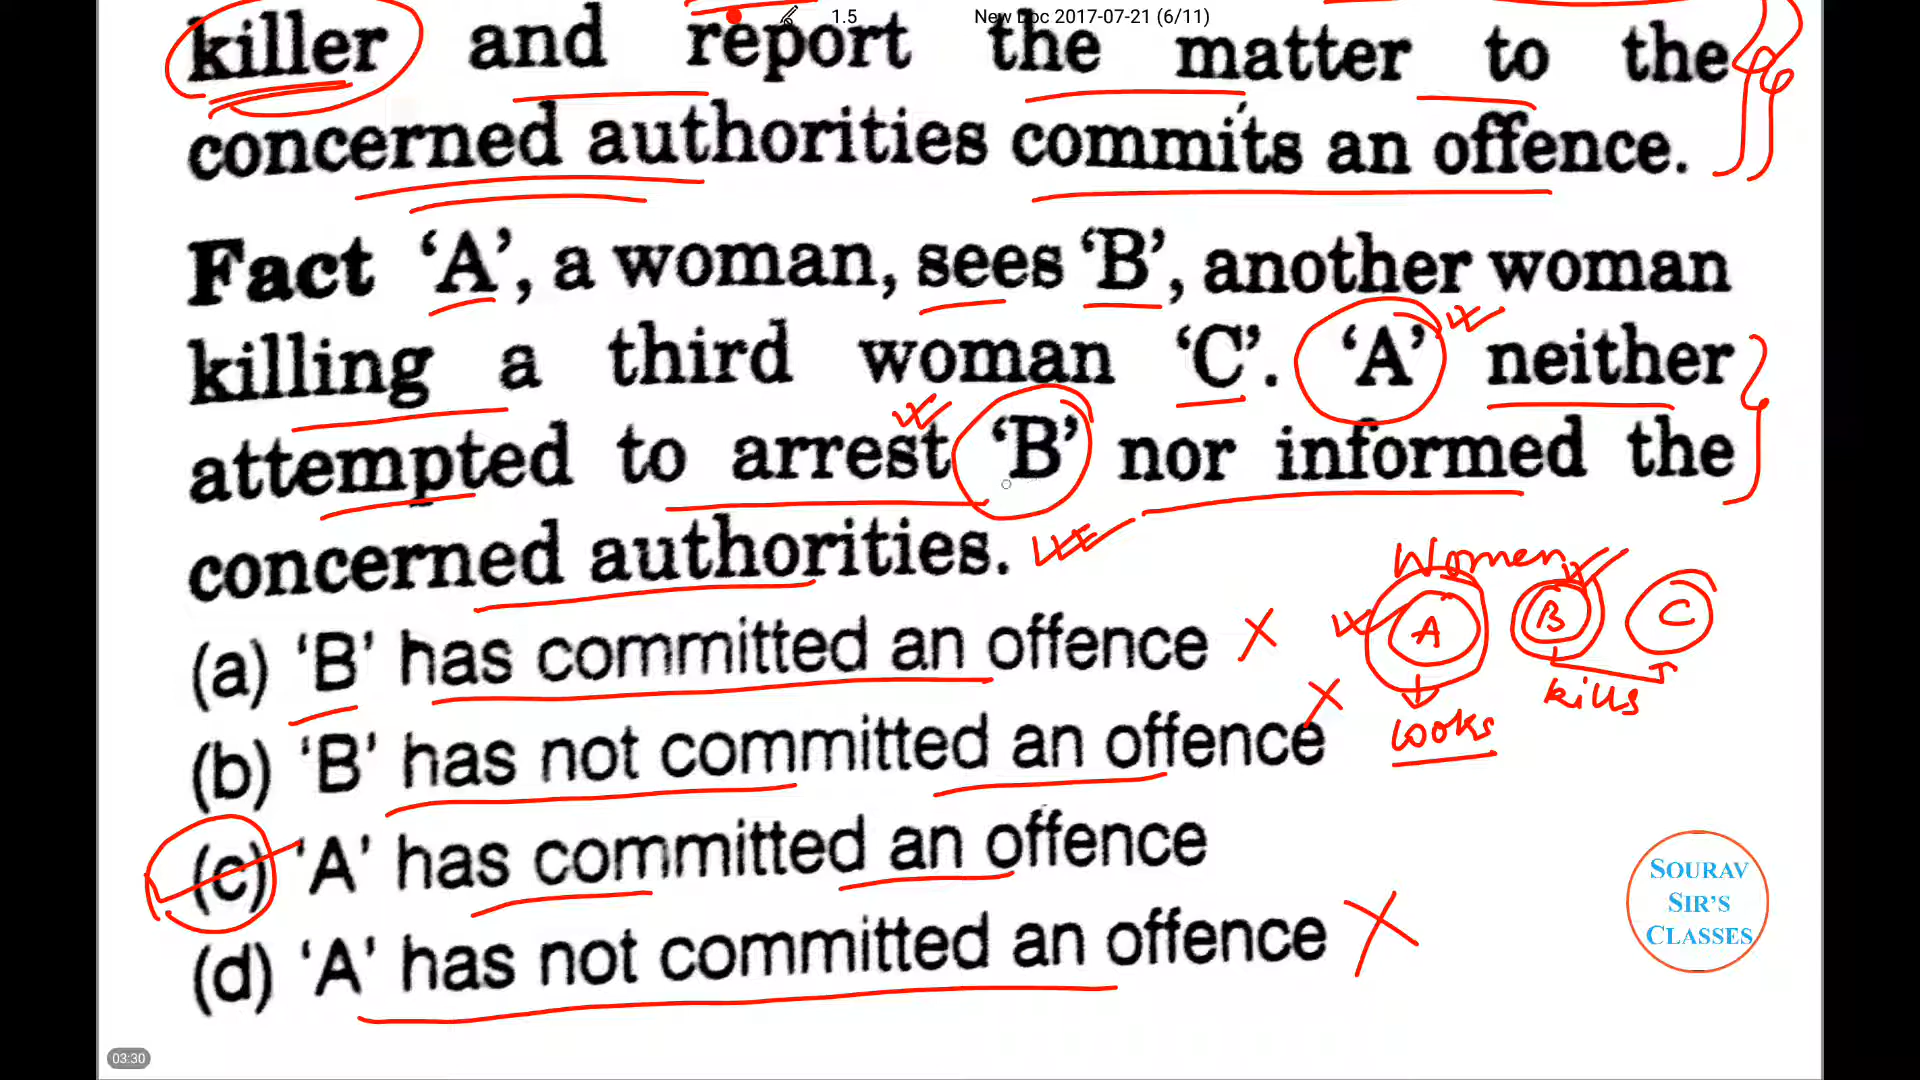 1.5 New Doc 2017-07-21 (6/11)
killer and report the matter to the
concerned authorities commits an offence.
Fact ‘A’, a woman, sees ‘B’, another woman
killing a third woman ‘C’. ‘A’ neither
attempted to arrest ‘B’ nor informed the
concerned authorities.
Women
A B C
looks kills
(a) ‘B’ has committed an offence
(b) ‘B’ has not committed an offence
(c) ‘A’ has committed an offence
(d) ‘A’ has not committed an offence
SOURAV
SIR’S
CLASSES
03:30